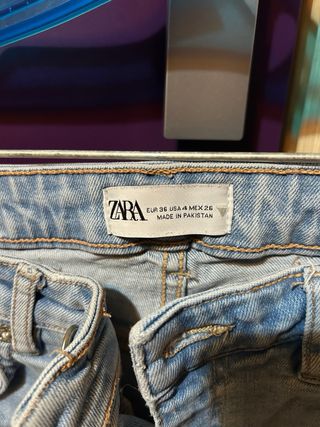 ZARA
EUR 36 USA 4 MEX 26
MADE IN PAKISTAN